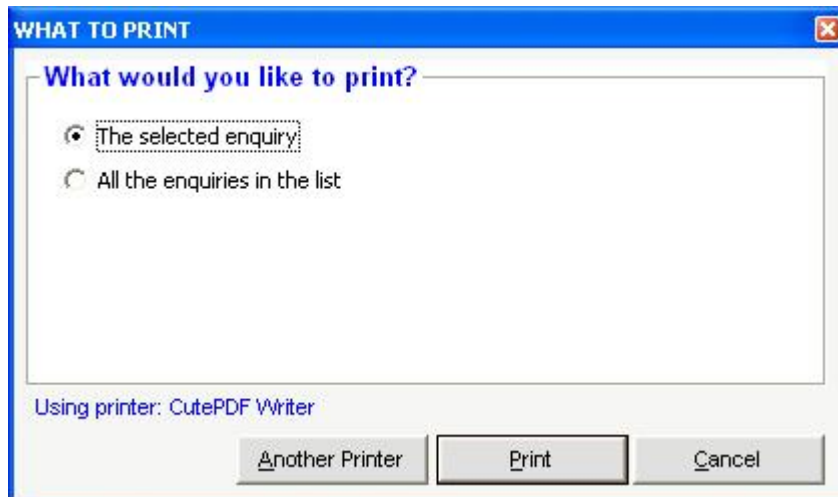 WHAT TO PRINT
What would you like to print?
The selected enquiry
All the enquiries in the list
Using printer: CutePDF Writer
Another Printer Print Cancel